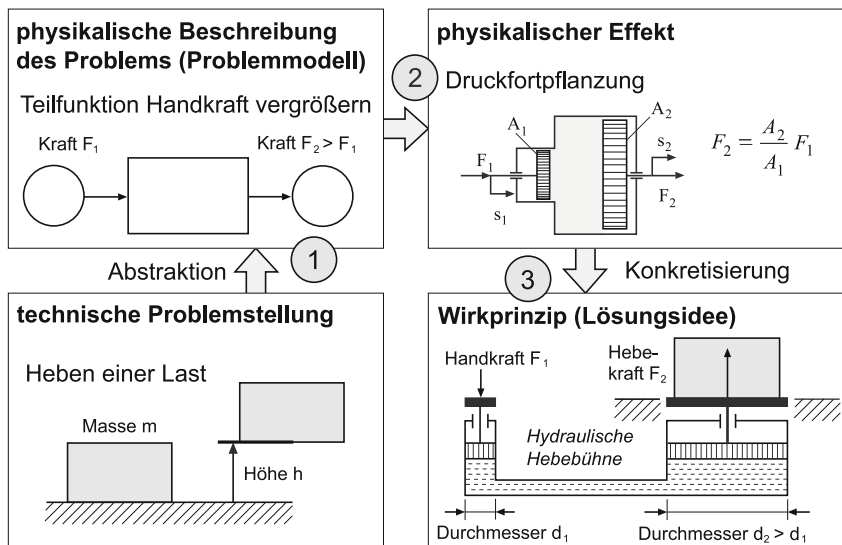 physikalische Beschreibung
des Problems (Problemmodell)
Teilfunktion Handkraft vergrößern
Kraft F₁
Kraft F₂ > F₁
2
physikalischer Effekt
Druckfortpflanzung
A₁
A₂
F₁
s₁
s₂
F₂
F₂ = A₂/A₁ F₁
Abstraktion
1
3
Konkretisierung
technische Problemstellung
Heben einer Last
Masse m
Höhe h
Wirkprinzip (Lösungsidee)
Handkraft F₁
Hebe-
kraft F₂
Hydraulische
Hebebühne
Durchmesser d₁
Durchmesser d₂ > d₁